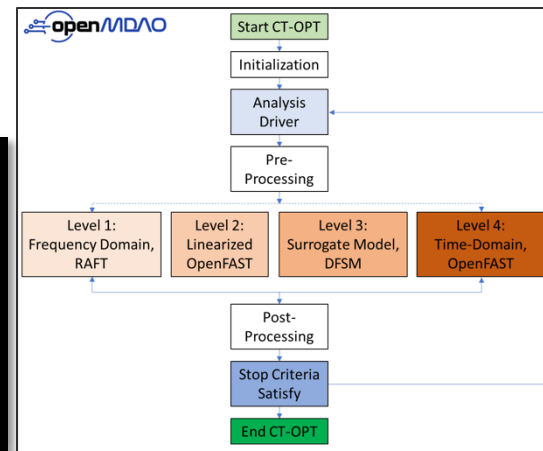 openMDAO
Start CT-OPT
Initialization
Analysis
Driver
Pre-
Processing
Level 1:
Frequency Domain,
RAFT
Level 2:
Linearized
OpenFAST
Level 3:
Surrogate Model,
DFSM
Level 4:
Time-Domain,
OpenFAST
Post-
Processing
Stop Criteria
Satisfy
End CT-OPT